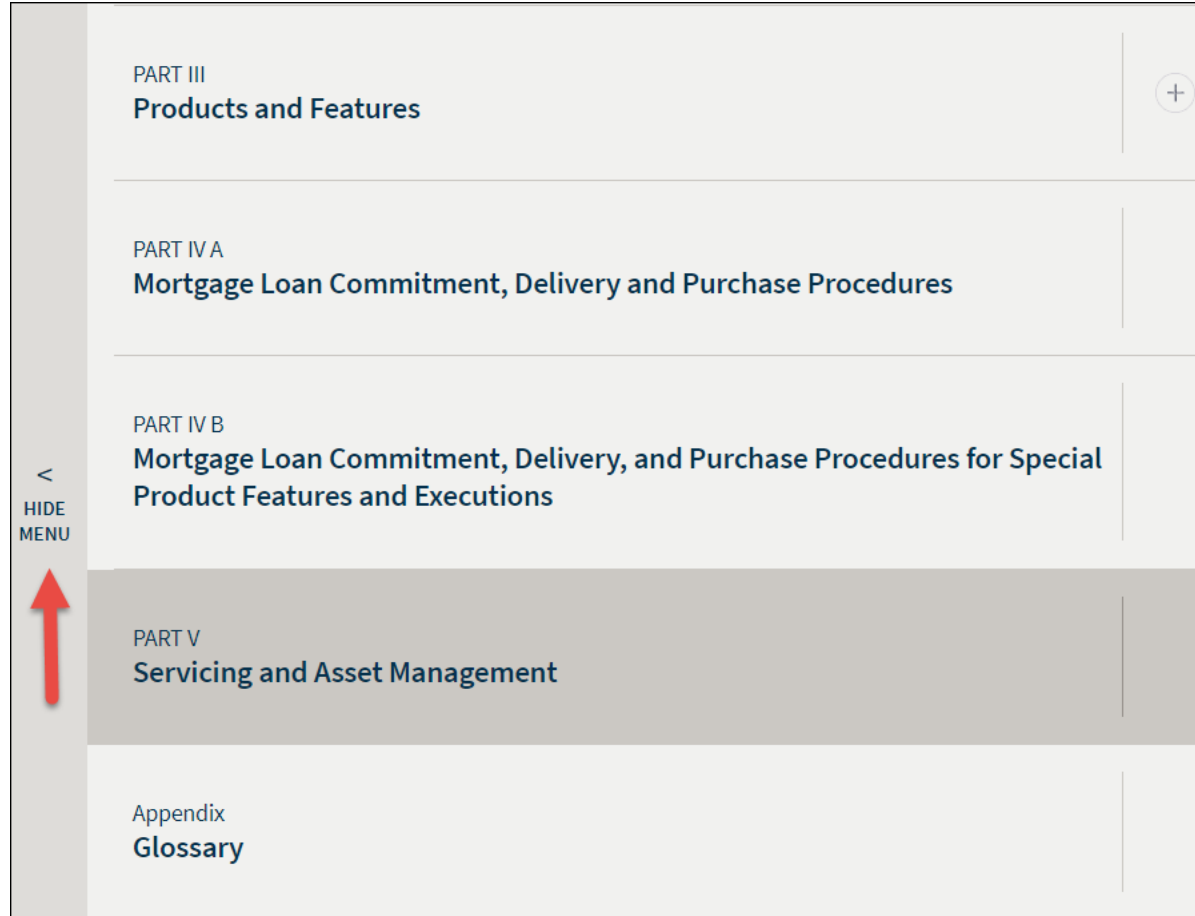 PART III
Products and Features
PART IV A
Mortgage Loan Commitment, Delivery and Purchase Procedures
PART IV B
Mortgage Loan Commitment, Delivery, and Purchase Procedures for Special
Product Features and Executions
<
HIDE
MENU
PART V
Servicing and Asset Management
Appendix
Glossary